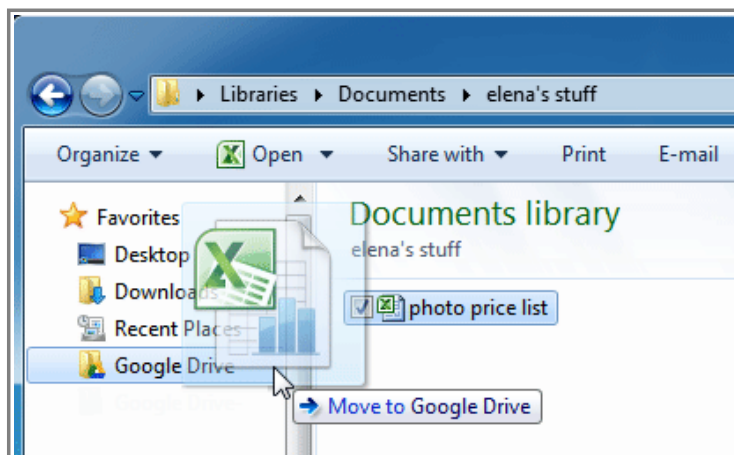 Libraries Documents elena's stuff
Organize Open Share with Print E-mail
Favorites
Desktop
Downloads
Recent Places
Google Drive
Documents library
elena's stuff
photo price list
Move to Google Drive